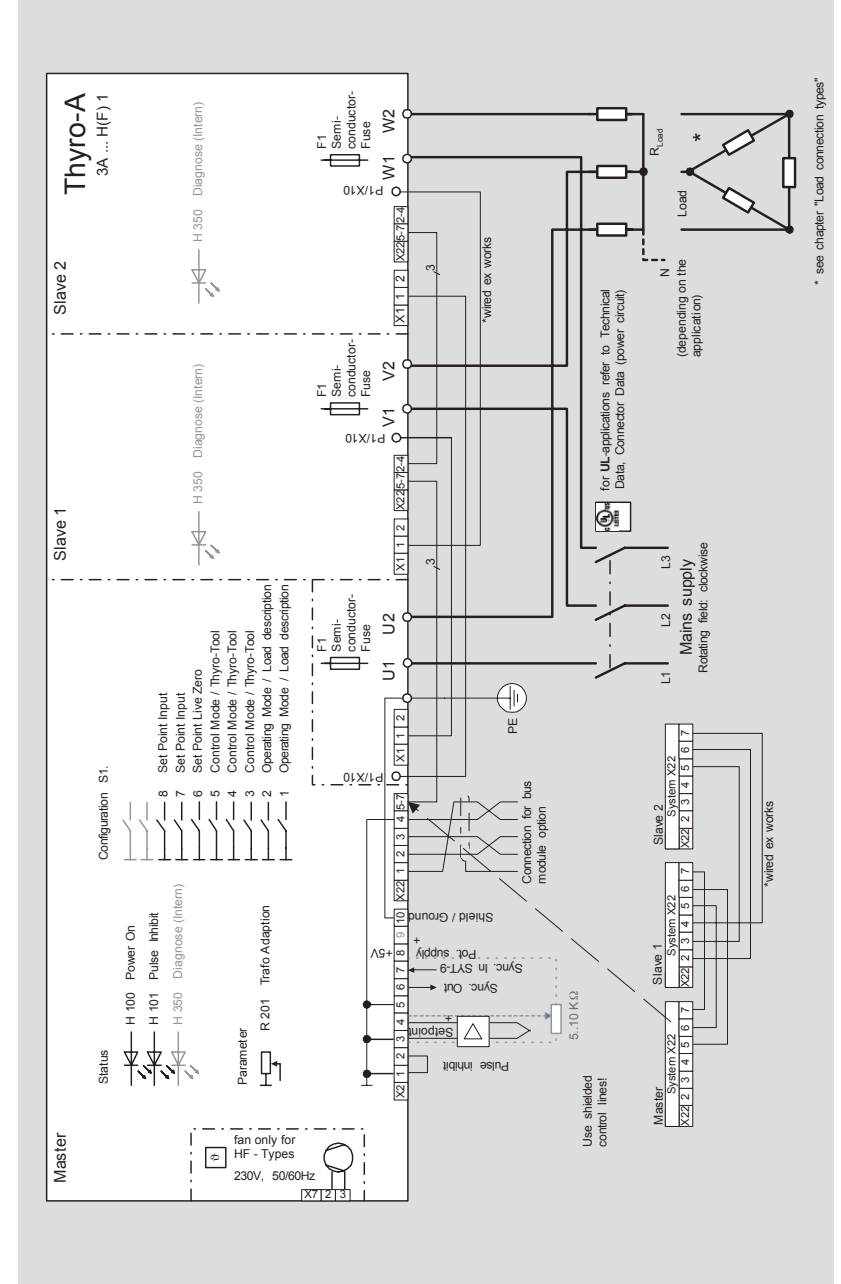 Thyro-A
3A ... H(F) 1
Master
Slave 1
Slave 2
Status
H 100 Power On
H 101 Pulse Inhibit
H 350 Diagnose (Intern)
Parameter
R 201 Trafo Adaption
fan only for
HF - Types
230V, 50/60Hz
ϑ
X7 2 3
Configuration S1.
8 Set Point Input
7 Set Point Input
6 Set Point Live Zero
5 Control Mode / Thyro-Tool
4 Control Mode / Thyro-Tool
3 Control Mode / Thyro-Tool
2 Operating Mode / Load description
1 Operating Mode / Load description
H 350 Diagnose (Intern)
H 350 Diagnose (Intern)
F1
Semi-
conductor-
Fuse
F1
Semi-
conductor-
Fuse
F1
Semi-
conductor-
Fuse
X2 1 2 3 4 5 6 7 8 9 10
X22 1 2 3 4 5-7
P1/X10
X1 1 2
U1
U2
X1 1 2
X22 5-7 2-4
P1/X10
V1
V2
X1 1 2
X22 5-7 2-4
P1/X10
W1
W2
Pulse inhibit
Setpoint
+
Sync. Out
Sync. In SYT-9
Pot. supply
+5V
+
Shield / Ground
5..10 KΩ
Connection for bus
module option
PE
3
3
*wired ex works
Use shielded
control lines!
Master
System X22
X22 2 3 4 5 6 7
Slave 1
System X22
X22 2 3 4 5 6 7
Slave 2
System X22
X22 2 3 4 5 6 7
*wired ex works
L1
L2
L3
Mains supply
Rotating field: clockwise
C UL US
LISTED
for UL-applications refer to Technical
Data, Connector Data (power circuit)
N
(depending on the
application)
Load
RLoad
*
* see chapter "Load connection types"